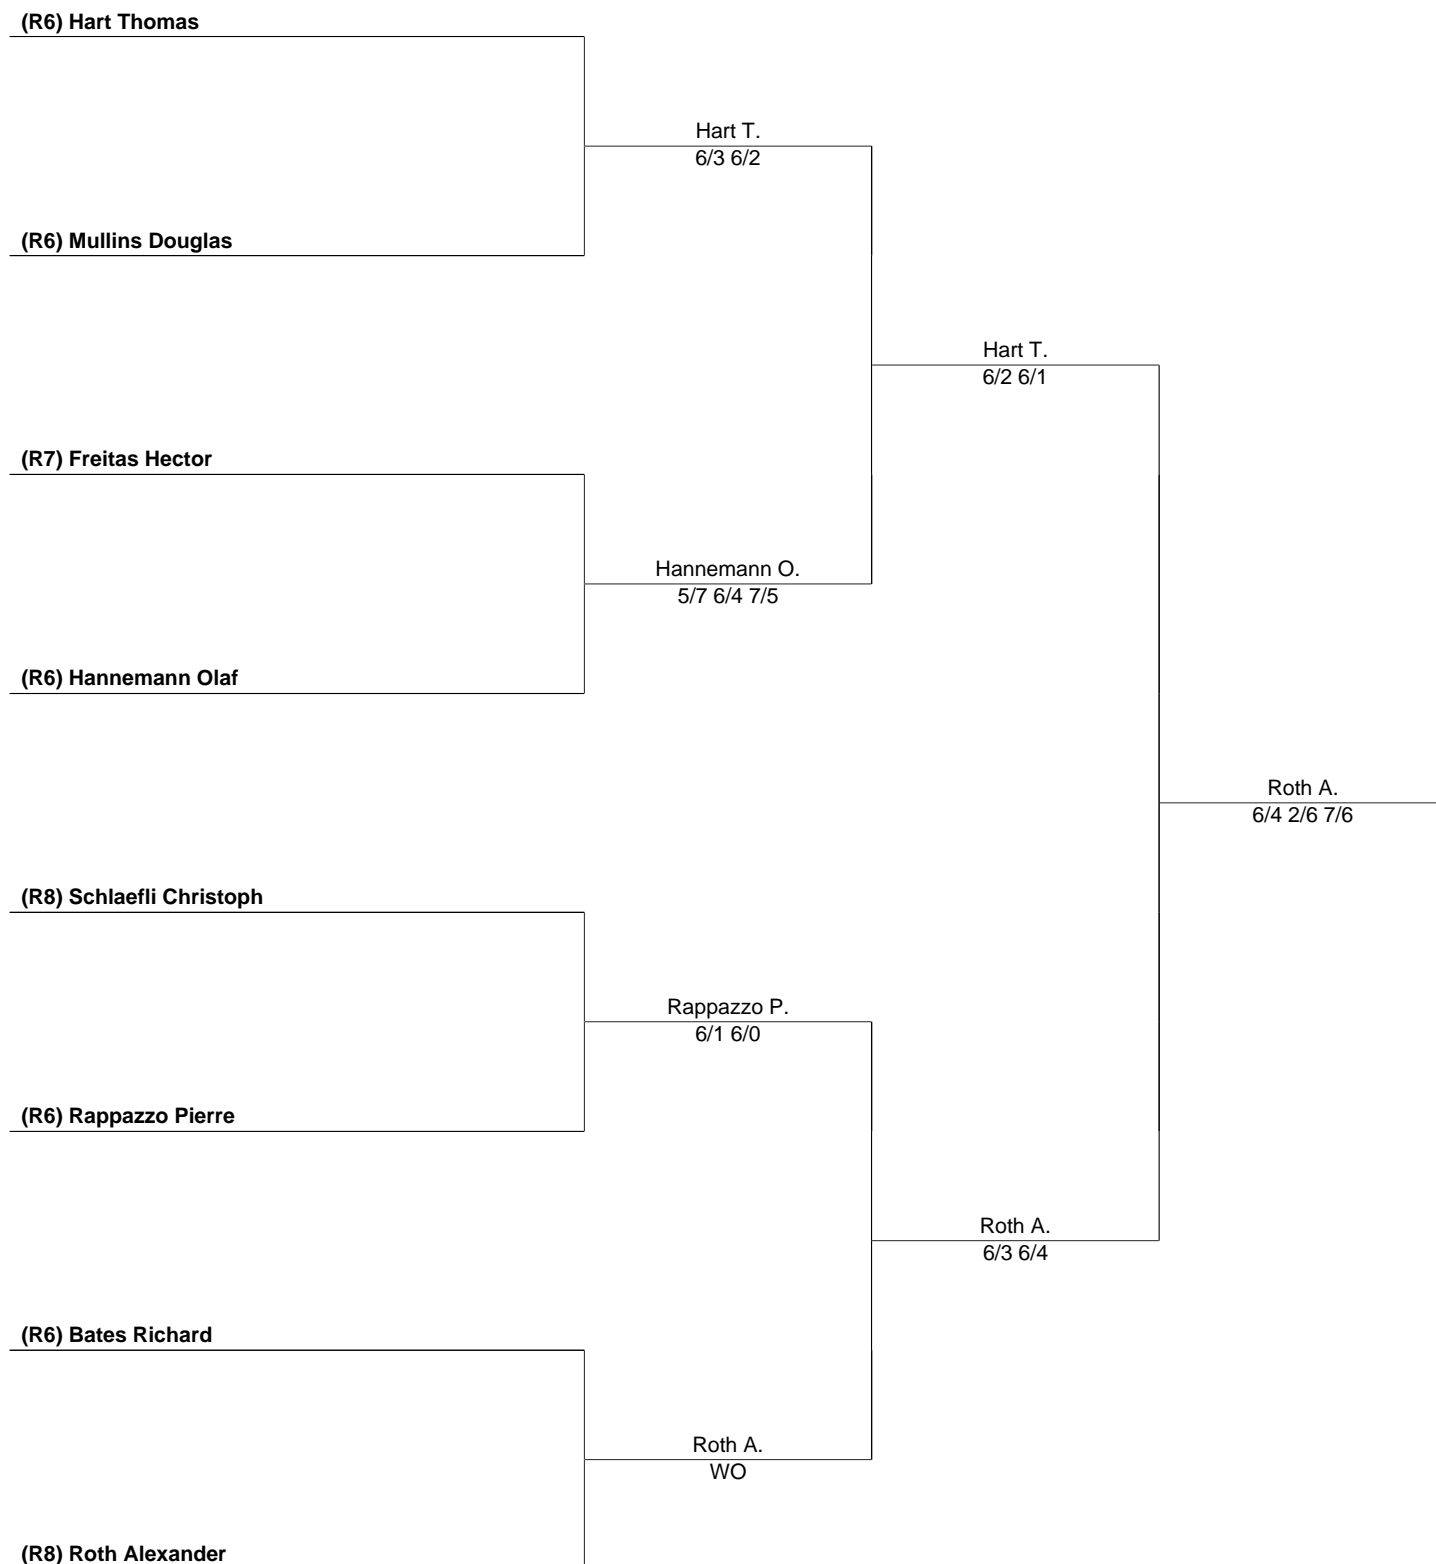 (R6) Hart Thomas
Hart T.
6/3 6/2
(R6) Mullins Douglas
Hart T.
6/2 6/1
(R7) Freitas Hector
Hannemann O.
5/7 6/4 7/5
(R6) Hannemann Olaf
Roth A.
6/4 2/6 7/6
(R8) Schlaefli Christoph
Rappazzo P.
6/1 6/0
(R6) Rappazzo Pierre
Roth A.
6/3 6/4
(R6) Bates Richard
Roth A.
WO
(R8) Roth Alexander